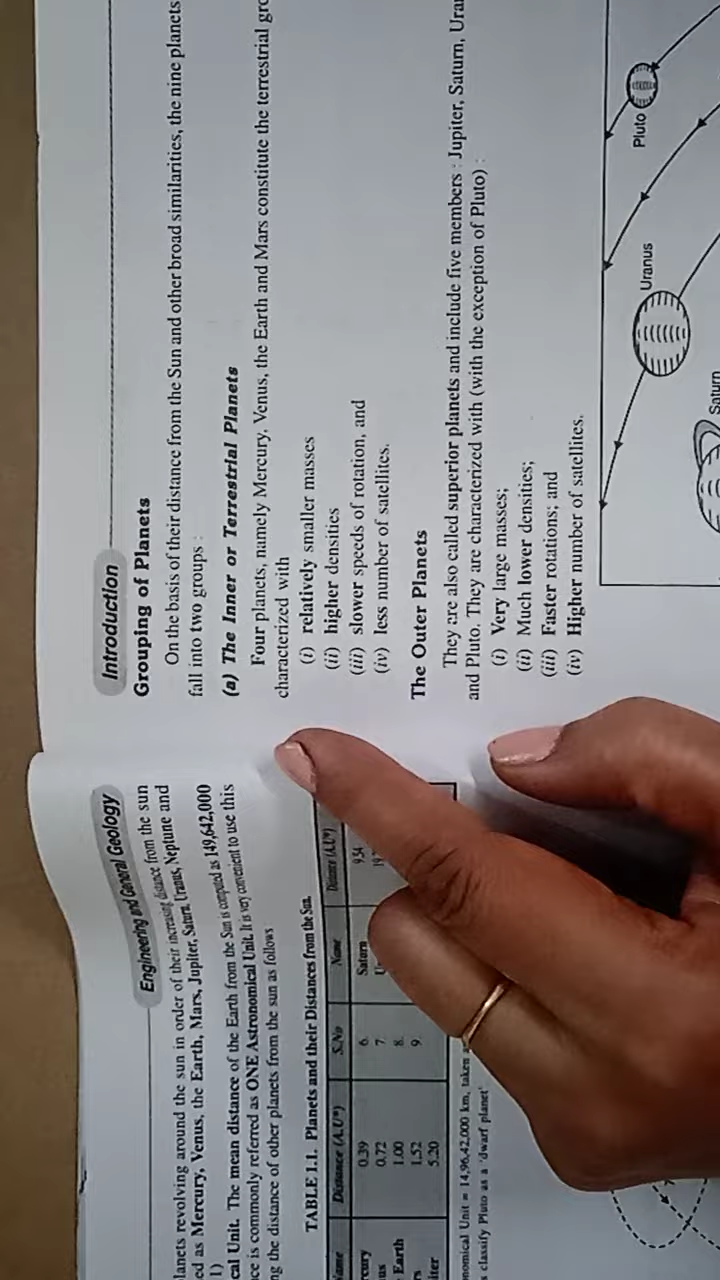 Engineering and General Geology
lanets revolving around the sun in order of their increasing distance from the sun
ed as Mercury, Venus, the Earth, Mars, Jupiter, Saturn, Uranus, Neptune and
1)
cal Unit. The mean distance of the Earth from the Sun is computed as 149,642,000
ce is commonly referred as ONE Astronomical Unit. It is very convenient to use this
ng the distance of other planets from the sun as follows
TABLE 1.1. Planets and their Distances from the Sun.
Name Distance (A.U*) S.No Name Distance (A.U*)
rcury 0.39 6. Saturn 9.54
us 0.72 7.
Earth 1.00 8.
rs 1.52 9.
iter 5.20
nomical Unit = 14,96,42,000 km, taken
s classify Pluto as a 'dwarf planet'
Introduction
Grouping of Planets
On the basis of their distance from the Sun and other broad similarities, the nine planets
fall into two groups :
(a) The Inner or Terrestrial Planets
Four planets, namely Mercury, Venus, the Earth and Mars constitute the terrestrial gro
characterized with
(i) relatively smaller masses
(ii) higher densities
(iii) slower speeds of rotation, and
(iv) less number of satellites.
The Outer Planets
They are also called superior planets and include five members : Jupiter, Saturn, Ura
and Pluto. They are characterized with (with the exception of Pluto) :
(i) Very large masses;
(ii) Much lower densities;
(iii) Faster rotations; and
(iv) Higher number of satellites.
Pluto
Uranus
Saturn